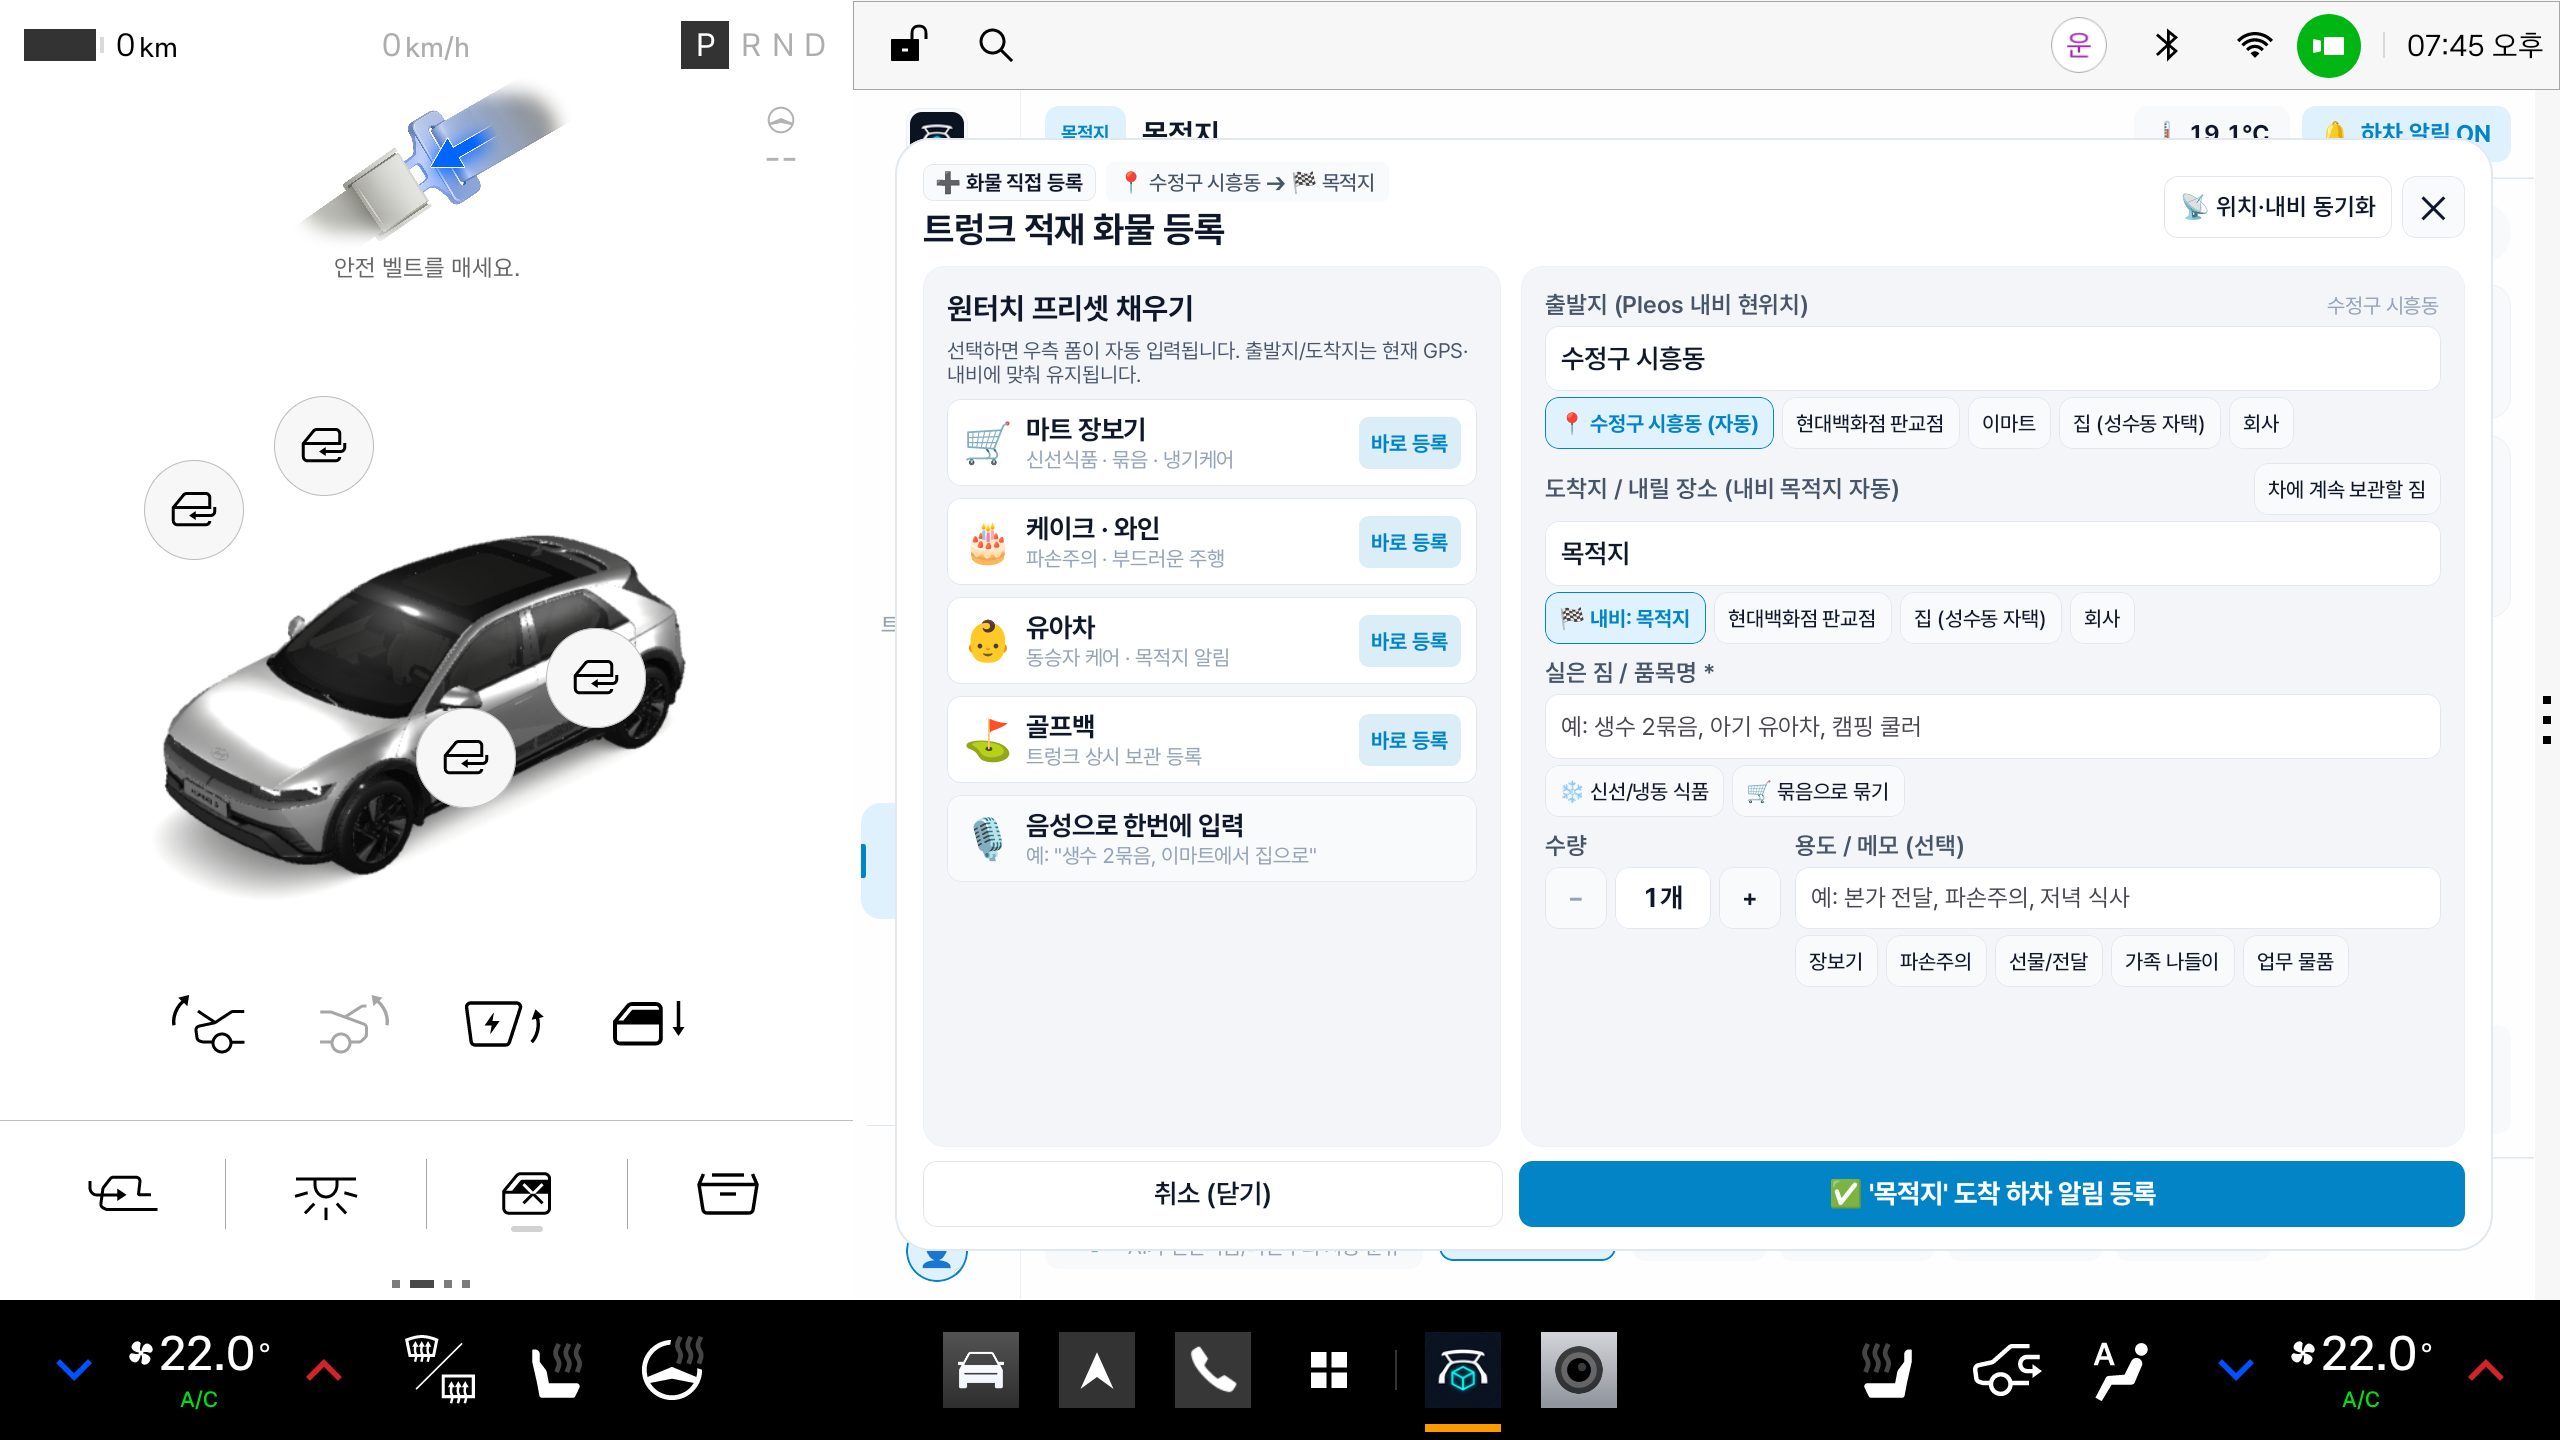 0 km
0 km/h
P R N D
안전 벨트를 매세요.
운
07:45 오후
목적지
목적지
19.1°C
🔔 하차 알림 ON
➕ 화물 직접 등록
📍 수정구 시흥동 → 🏁 목적지
트렁크 적재 화물 등록
📡 위치·내비 동기화
원터치 프리셋 채우기
선택하면 우측 폼이 자동 입력됩니다. 출발지/도착지는 현재 GPS·
내비에 맞춰 유지됩니다.
마트 장보기
신선식품 · 묶음 · 냉기케어
바로 등록
케이크 · 와인
파손주의 · 부드러운 주행
바로 등록
유아차
동승자 케어 · 목적지 알림
바로 등록
골프백
트렁크 상시 보관 등록
바로 등록
음성으로 한번에 입력
예: "생수 2묶음, 이마트에서 집으로"
출발지 (Pleos 내비 현위치)
수정구 시흥동
수정구 시흥동
📍 수정구 시흥동 (자동)
현대백화점 판교점
이마트
집 (성수동 자택)
회사
도착지 / 내릴 장소 (내비 목적지 자동)
차에 계속 보관할 짐
목적지
🏁 내비: 목적지
현대백화점 판교점
집 (성수동 자택)
회사
실은 짐 / 품목명 *
예: 생수 2묶음, 아기 유아차, 캠핑 쿨러
❄️ 신선/냉동 식품
🛒 묶음으로 묶기
수량
용도 / 메모 (선택)
− 1개 +
예: 본가 전달, 파손주의, 저녁 식사
장보기
파손주의
선물/전달
가족 나들이
업무 물품
취소 (닫기)
✅ '목적지' 도착 하차 알림 등록
22.0°
A/C
A
22.0°
A/C